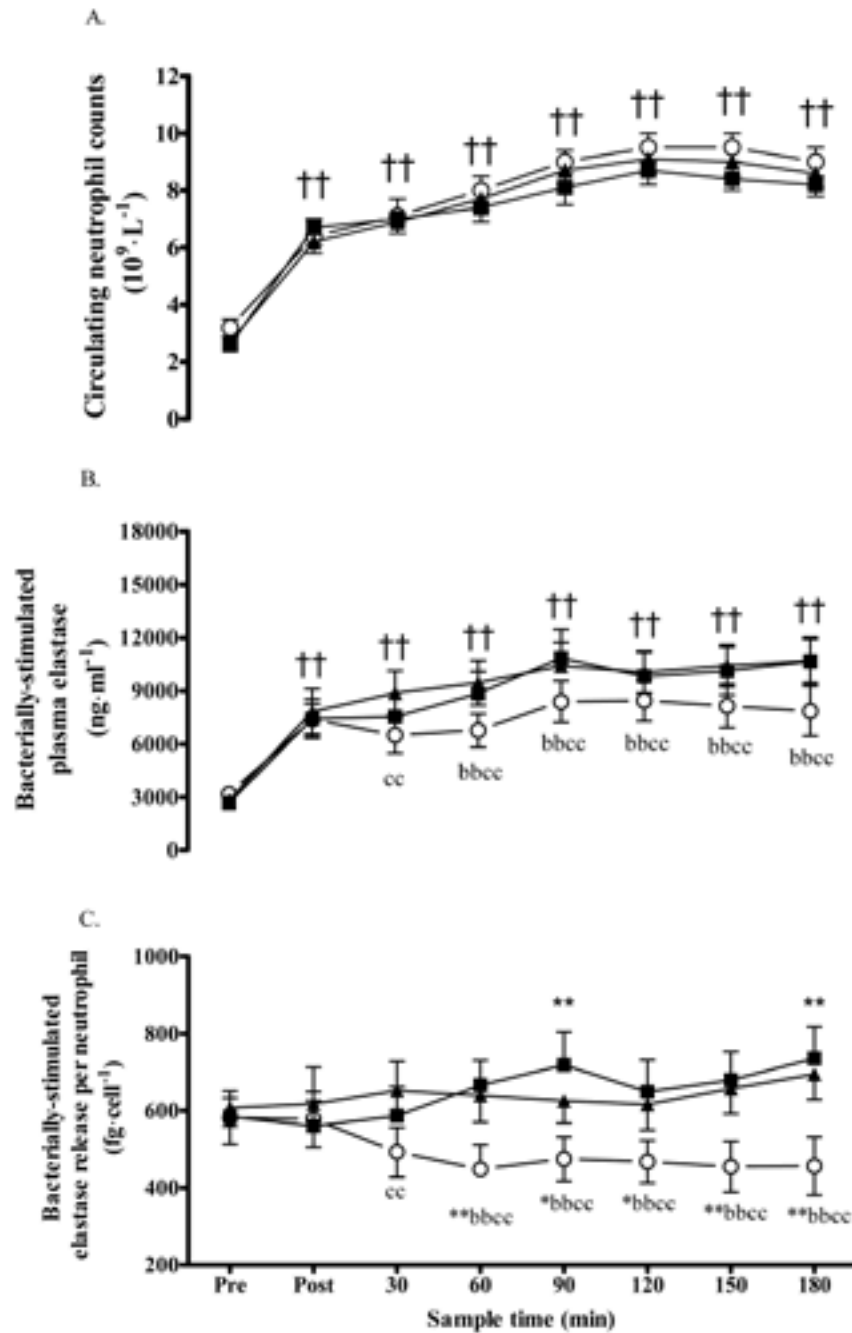 A.
Circulating neutrophil counts
(10⁹·L⁻¹)
12
10
8
6
4
2
0
†† †† †† †† †† †† ††
B.
Bacterially-stimulated
plasma elastase
(ng·ml⁻¹)
18000
15000
12000
9000
6000
3000
0
†† †† †† †† †† †† ††
cc bbcc bbcc bbcc bbcc bbcc
C.
Bacterially-stimulated
elastase release per neutrophil
(fg·cell⁻¹)
1000
800
600
400
200
** **
cc **bbcc *bbcc *bbcc **bbcc **bbcc
Pre Post 30 60 90 120 150 180
Sample time (min)